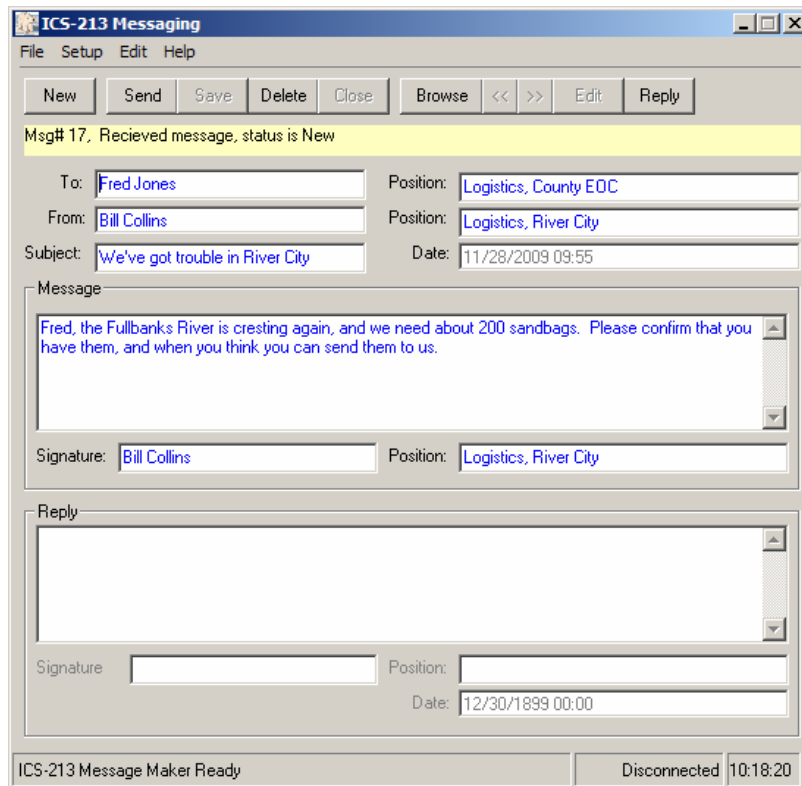 ICS-213 Messaging
File Setup Edit Help
New Send Save Delete Close Browse << >> Edit Reply
Msg# 17, Recieved message, status is New
To: Fred Jones Position: Logistics, County EOC
From: Bill Collins Position: Logistics, River City
Subject: We've got trouble in River City Date: 11/28/2009 09:55
Message
Fred, the Fullbanks River is cresting again, and we need about 200 sandbags. Please confirm that you
have them, and when you think you can send them to us.
Signature: Bill Collins Position: Logistics, River City
Reply
Signature Position:
Date: 12/30/1899 00:00
ICS-213 Message Maker Ready Disconnected 10:18:20